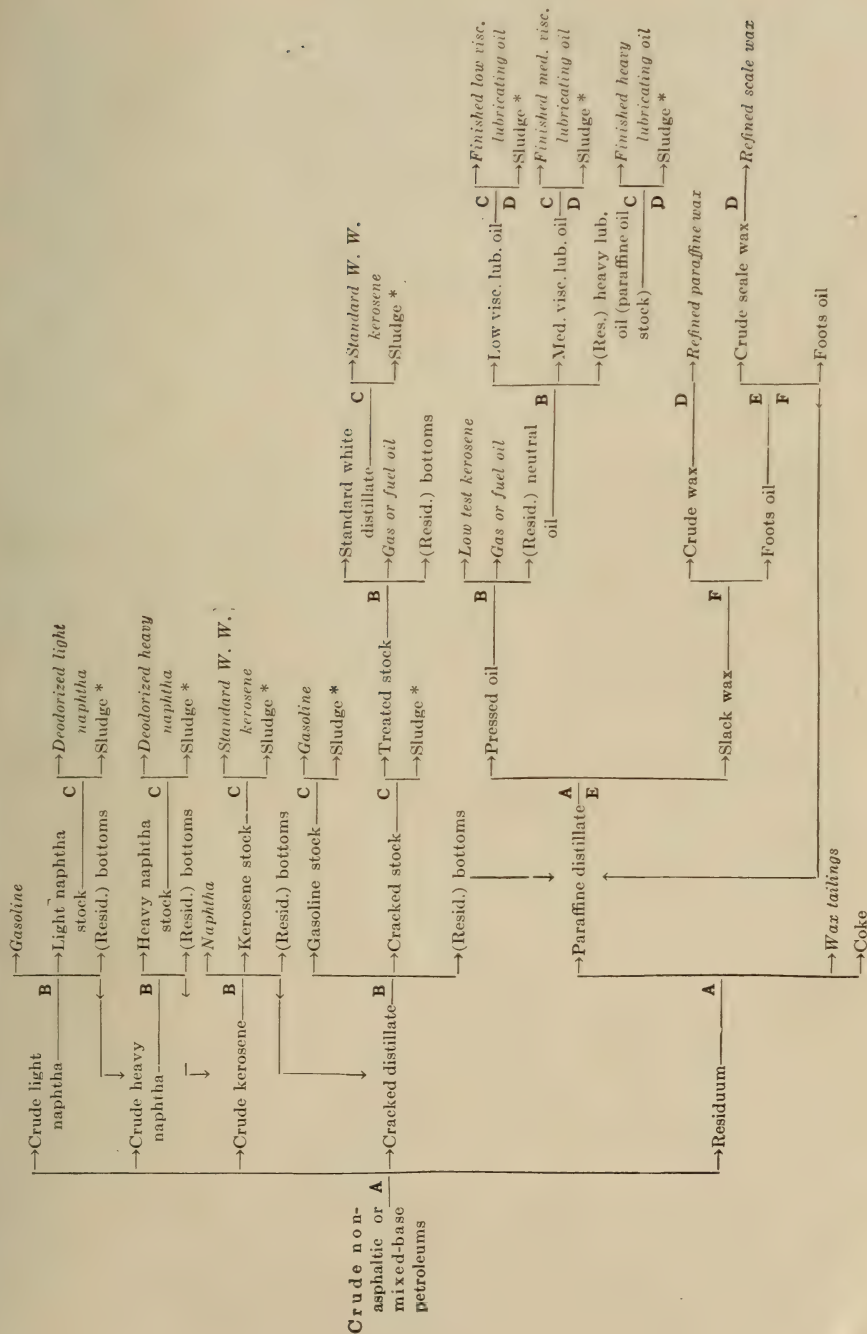 Crude non-
asphaltic or A
mixed-base
petroleums
→Crude light
naphtha B
→Gasoline
→Light naphtha
stock C
→Deodorized light
naphtha
→Sludge *
→(Resid.) bottoms
→Crude heavy
naphtha B
→Heavy naphtha
stock C
→Deodorized heavy
naphtha
→Sludge *
→(Resid.) bottoms
→Crude kerosene B
→Naphtha
→Kerosene stock C
→Standard W. W.
kerosene
→Sludge *
→(Resid.) bottoms
→Cracked distillate B
→Gasoline stock C
→Gasoline
→Sludge *
→Cracked stock C
→Treated stock B
→Standard white
distillate C
→Standard W. W.
kerosene
→Sludge *
→Gas or fuel oil
→(Resid.) bottoms
→Sludge *
→(Resid.) bottoms
→Residuum A
→Paraffine distillate A
E
→Pressed oil B
→Low test kerosene
→Gas or fuel oil
→(Resid.) neutral
oil B
→Low visc. lub. oil C
D
→Finished low visc.
lubricating oil
→Sludge *
→Med. visc. lub. oil C
D
→Finished med. visc.
lubricating oil
→Sludge *
→(Res.) heavy lub.
oil (paraffine oil
stock) C
D
→Finished heavy
lubricating oil
→Sludge *
→Slack wax F
→Crude wax D
→Refined paraffine wax
→Foots oil E
F
→Crude scale wax D
→Refined scale wax
→Foots oil
→Wax tailings
→Coke